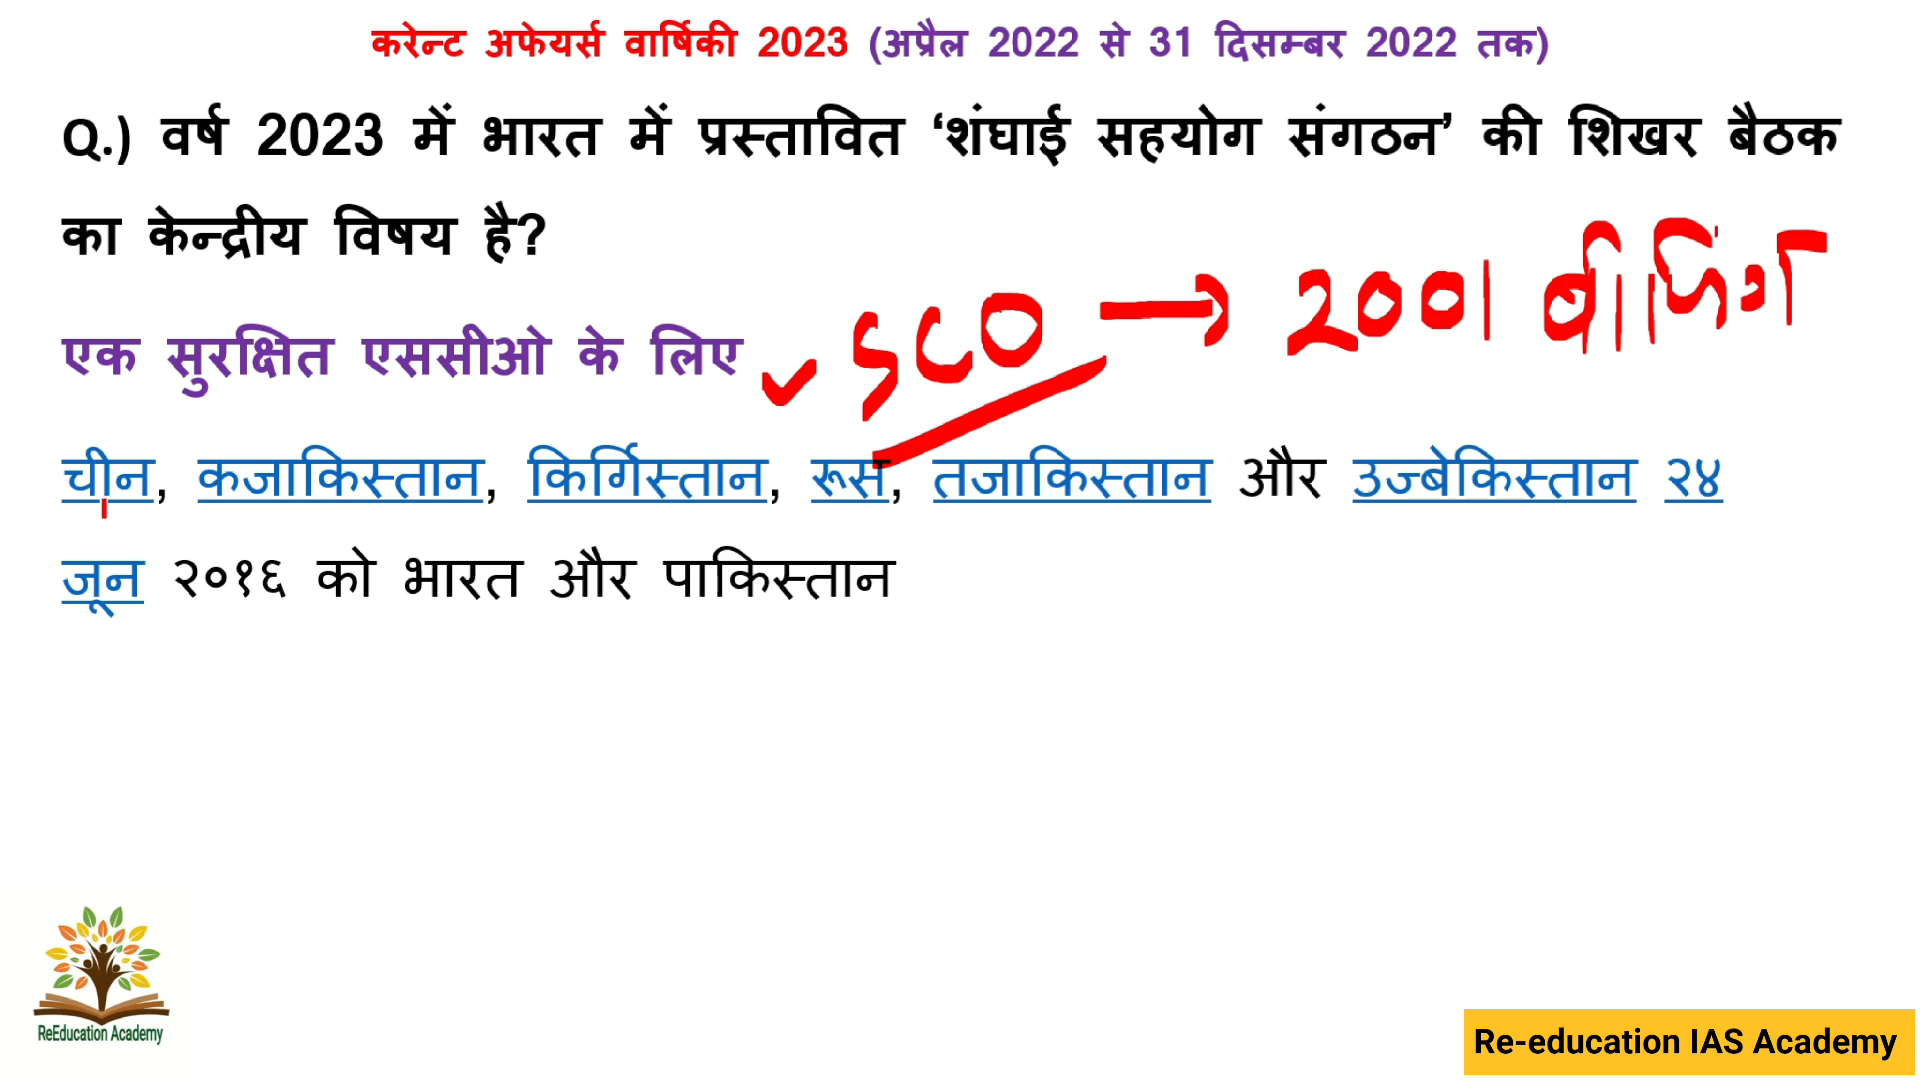 करेन्ट अफेयर्स वार्षिकी 2023 (अप्रैल 2022 से 31 दिसम्बर 2022 तक)
Q.) वर्ष 2023 में भारत में प्रस्तावित ‘शंघाई सहयोग संगठन’ की शिखर बैठक
का केन्द्रीय विषय है?
एक सुरक्षित एससीओ के लिए
SCO → 2001
चीन, कजाकिस्तान, किर्गिस्तान, रूस, तजाकिस्तान और उज्बेकिस्तान २४
जून २०१६ को भारत और पाकिस्तान
ReEducation Academy
Re-education IAS Academy